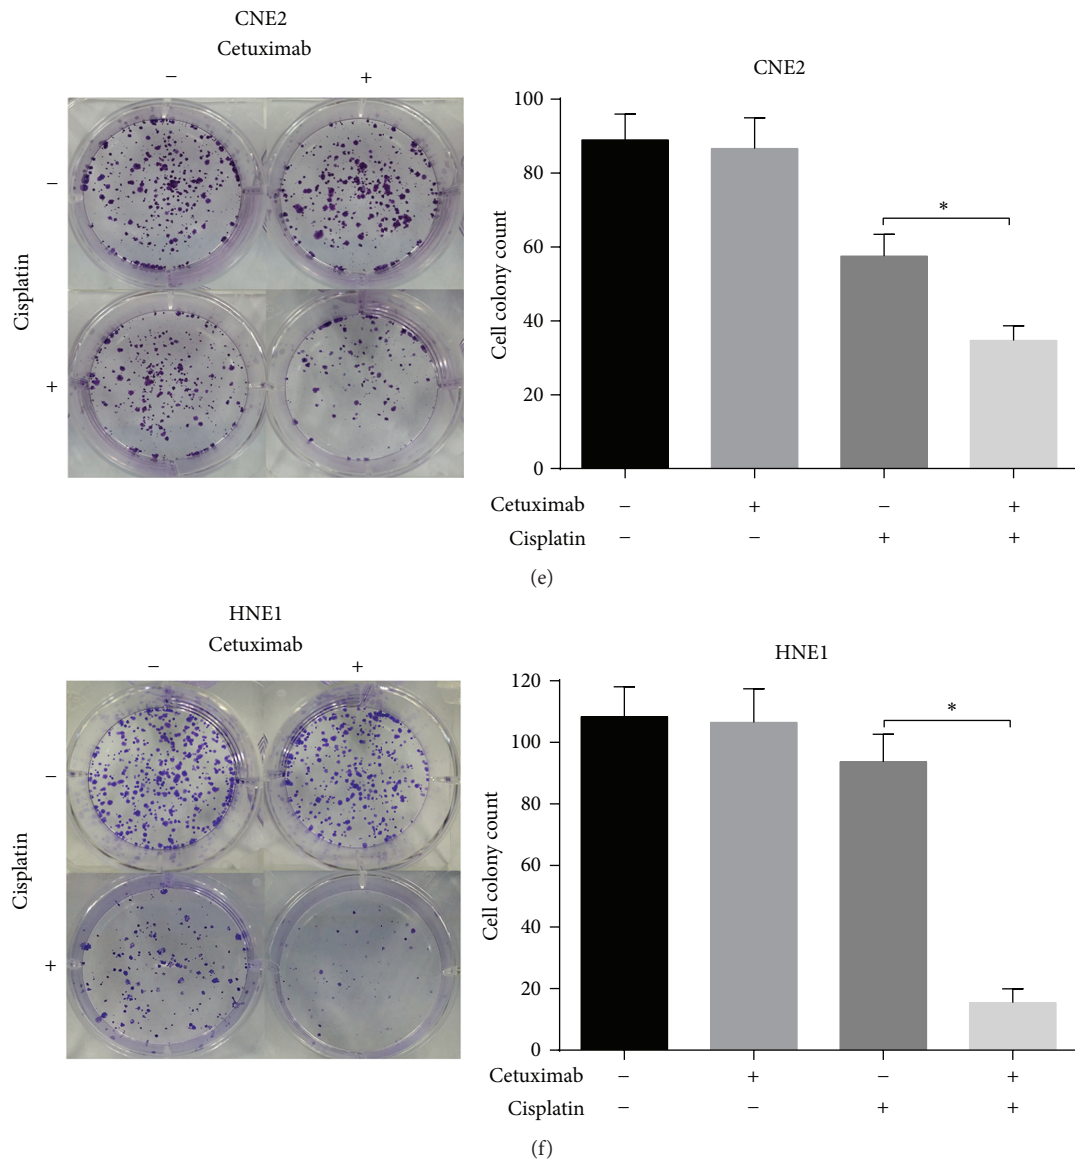 CNE2
Cetuximab
− +
Cisplatin
−
+
CNE2
Cell colony count
100
80
60
40
20
0
*
Cetuximab − + − +
Cisplatin − − + +
(e)
HNE1
Cetuximab
− +
Cisplatin
−
+
HNE1
Cell colony count
120
100
80
60
40
20
0
*
Cetuximab − + − +
Cisplatin − − + +
(f)